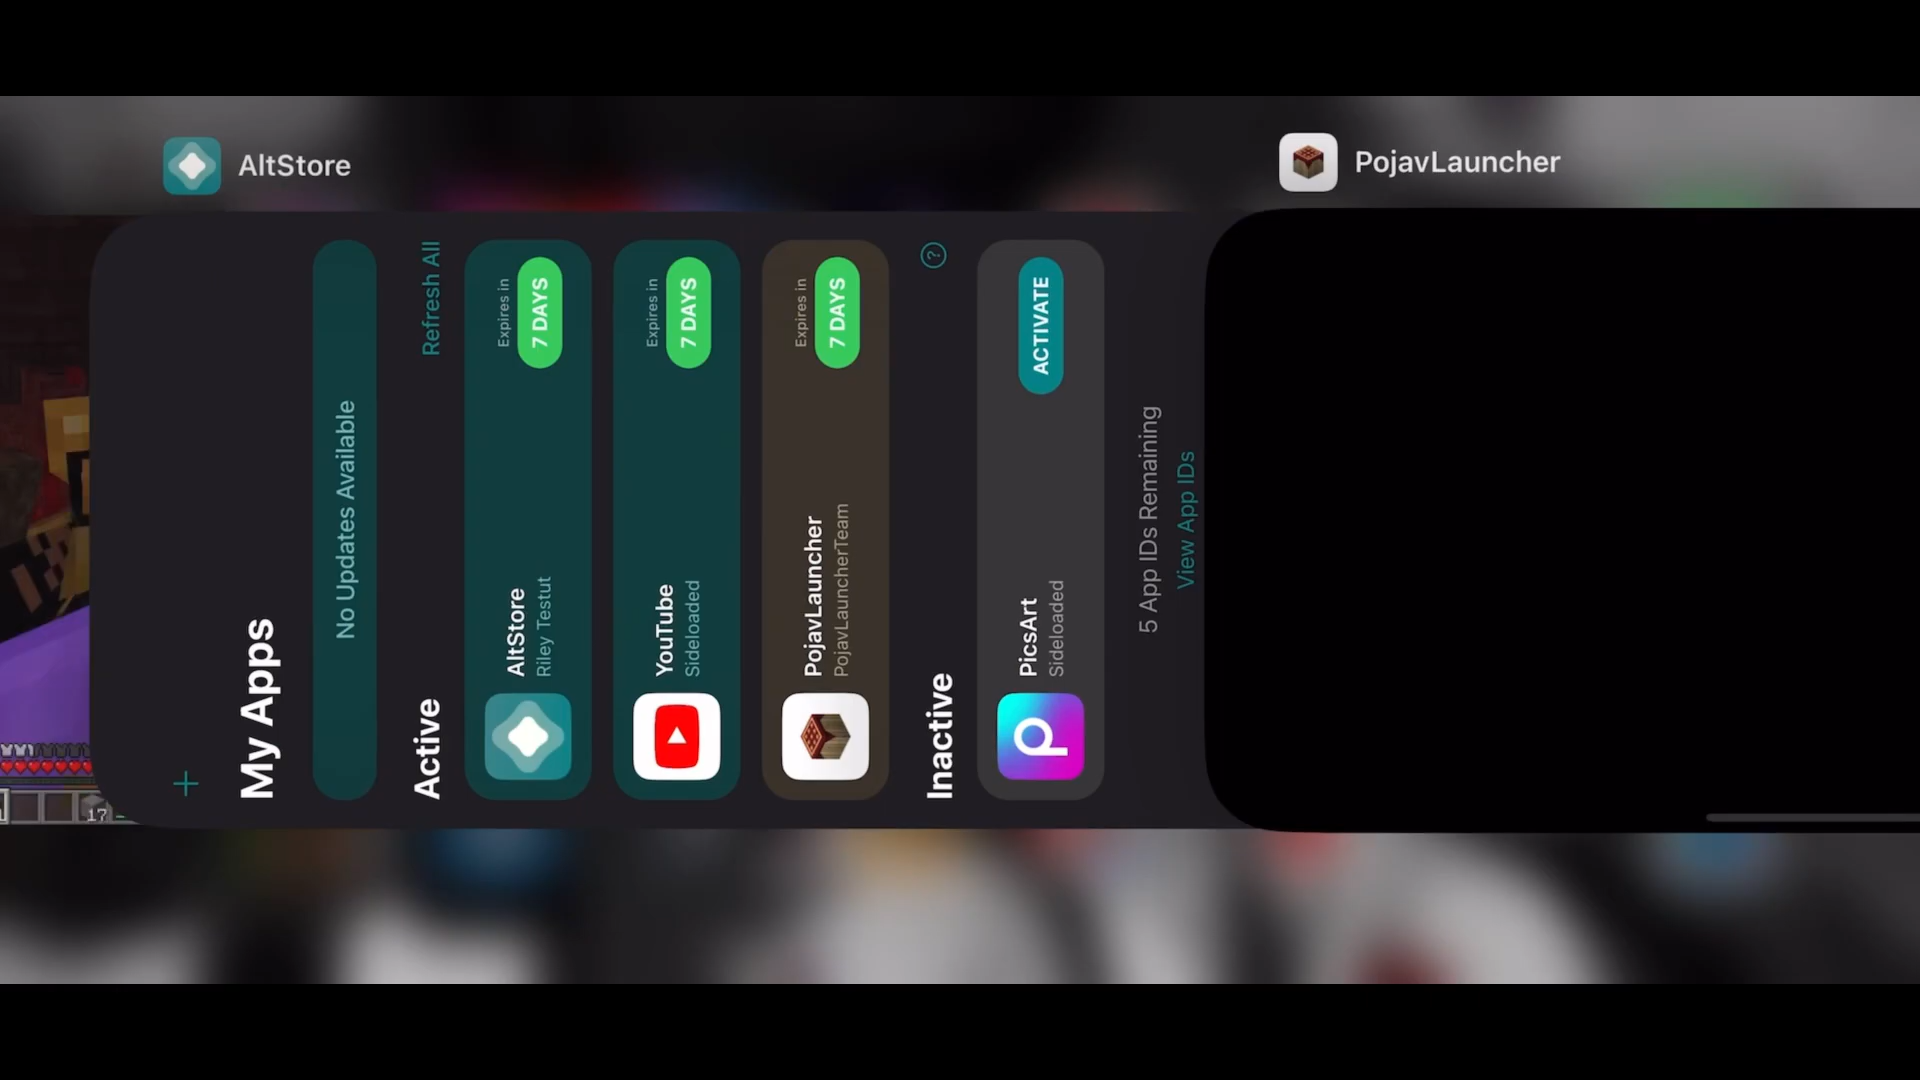 AltStore
PojavLauncher
My Apps
No Updates Available
Active
Refresh All
AltStore
Riley Testut
Expires in
7 DAYS
YouTube
Sideloaded
Expires in
7 DAYS
PojavLauncher
PojavLauncherTeam
Expires in
7 DAYS
Inactive
?
PicsArt
Sideloaded
ACTIVATE
5 App IDs Remaining
View App IDs
17